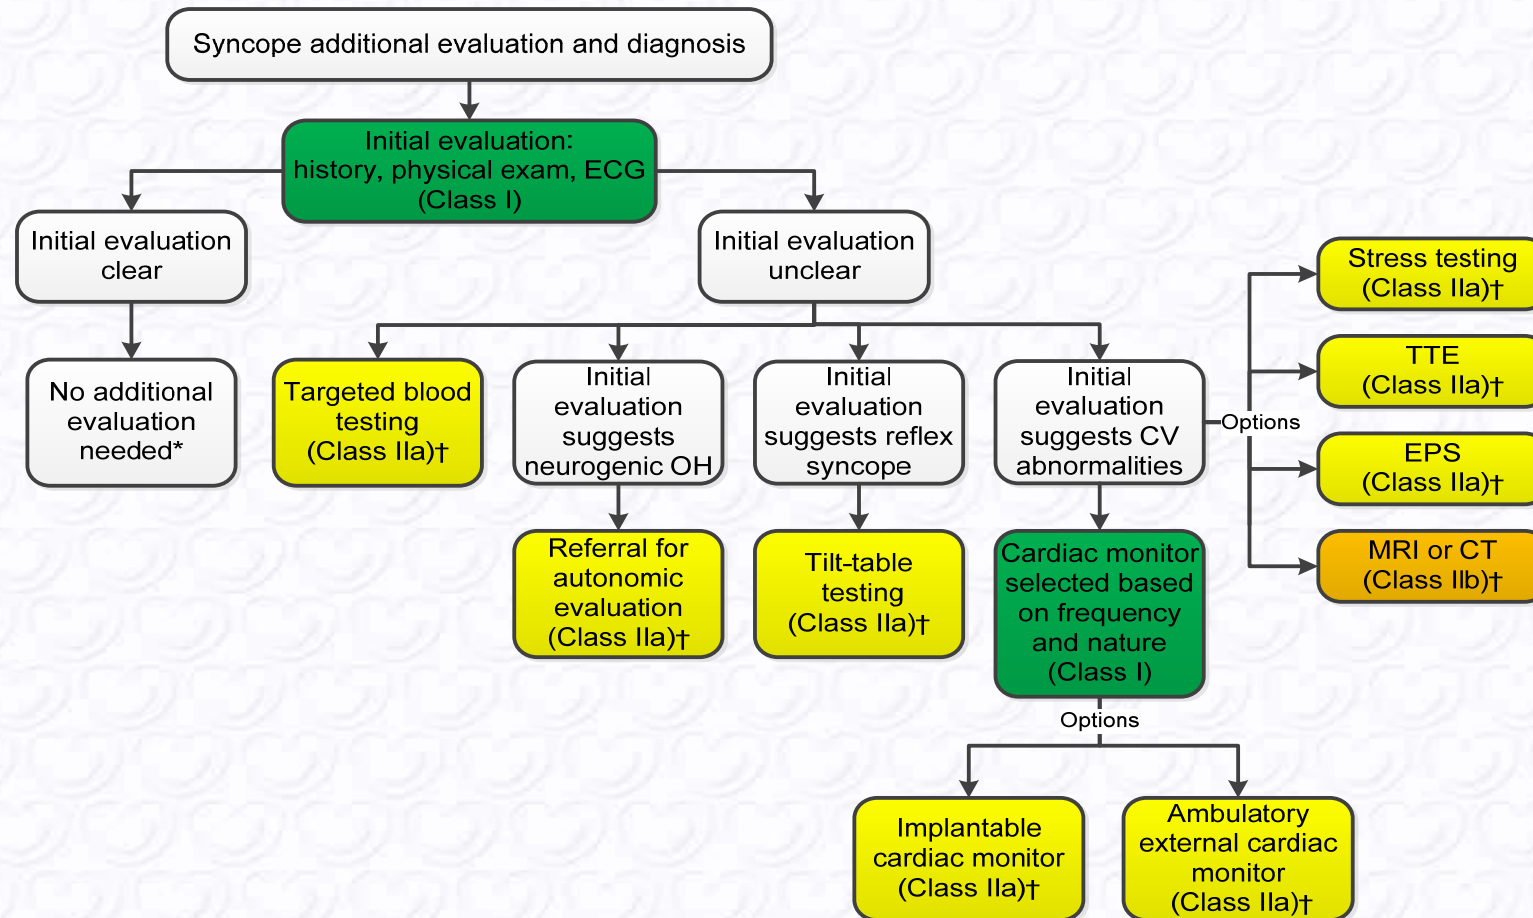 Syncope additional evaluation and diagnosis
Initial evaluation:
history, physical exam, ECG
(Class I)
Initial evaluation
clear
Initial evaluation
unclear
No additional
evaluation
needed*
Targeted blood
testing
(Class IIa)†
Initial
evaluation
suggests
neurogenic OH
Initial
evaluation
suggests reflex
syncope
Initial
evaluation
suggests CV
abnormalities
Options
Stress testing
(Class IIa)†
TTE
(Class IIa)†
EPS
(Class IIa)†
MRI or CT
(Class IIb)†
Referral for
autonomic
evaluation
(Class IIa)†
Tilt-table
testing
(Class IIa)†
Cardiac monitor
selected based
on frequency
and nature
(Class I)
Options
Implantable
cardiac monitor
(Class IIa)†
Ambulatory
external cardiac
monitor
(Class IIa)†